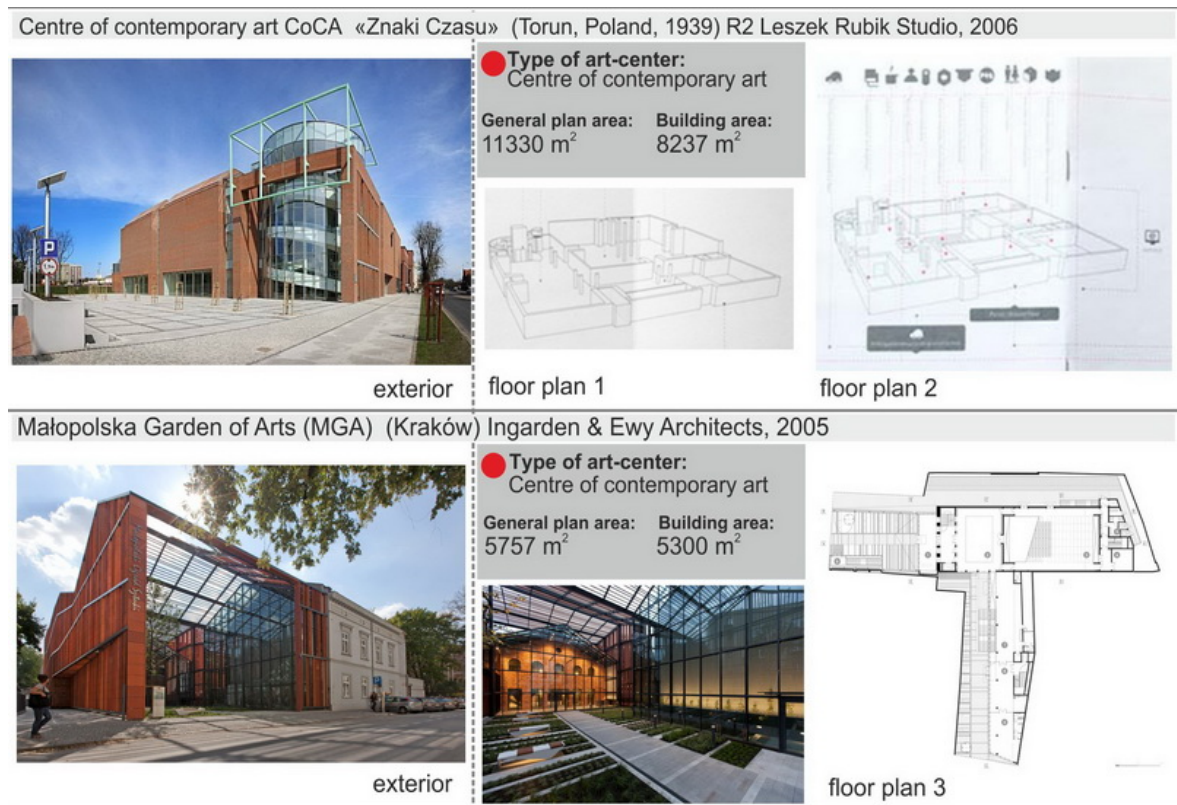 Centre of contemporary art CoCA «Znaki Czasu» (Torun, Poland, 1939) R2 Leszek Rubik Studio, 2006
Type of art-center:
Centre of contemporary art
General plan area: Building area:
11330 m² 8237 m²
P
exterior
floor plan 1
floor plan 2
Małopolska Garden of Arts (MGA) (Kraków) Ingarden & Ewy Architects, 2005
Type of art-center:
Centre of contemporary art
General plan area: Building area:
5757 m² 5300 m²
exterior
floor plan 3